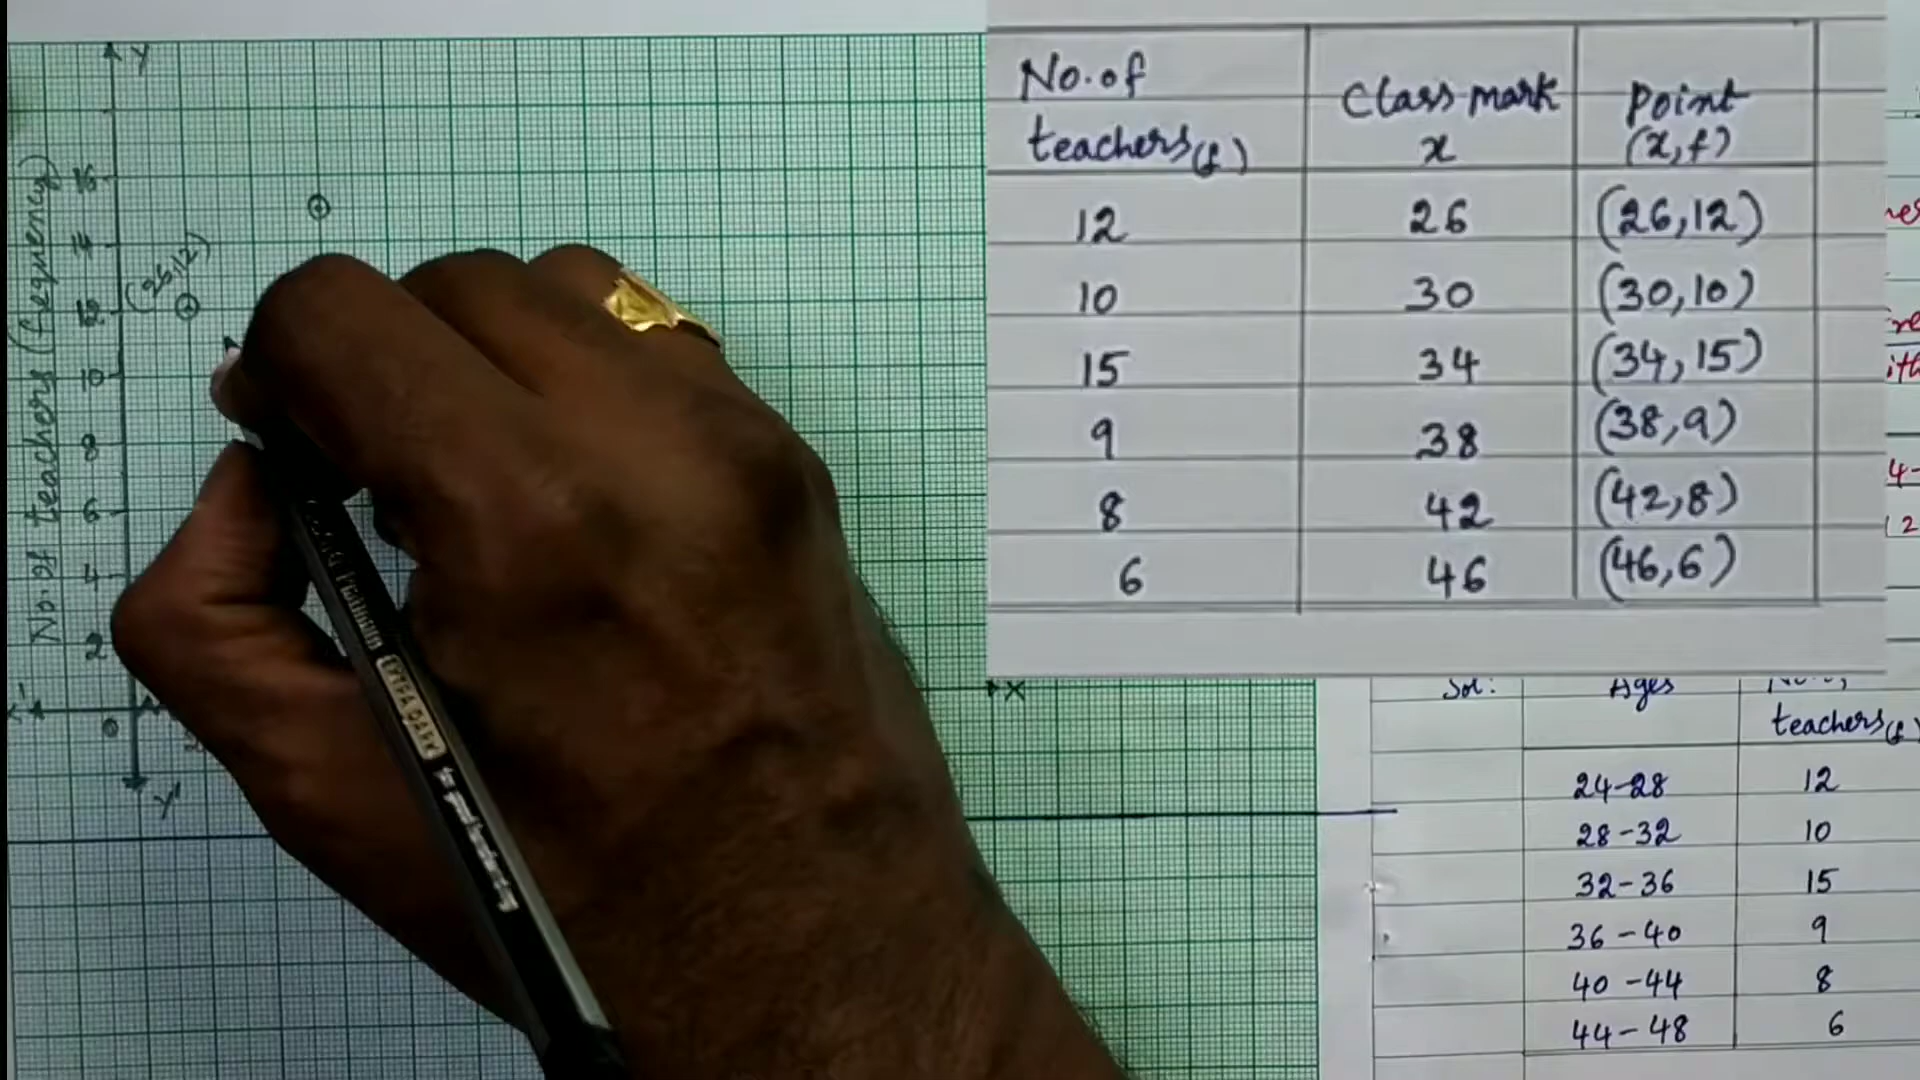 Y
No. of teachers (frequency)
16
14
12
10
8
6
4
2
0
(26,12)
X
Y'
EXTRA DARK
No. of teachers (f)
Class mark x
Point (x,f)
12 26 (26,12)
10 30 (30,10)
15 34 (34,15)
9 38 (38,9)
8 42 (42,8)
6 46 (46,6)
Sol: Ages
teachers (f)
24-28 12
28-32 10
32-36 15
36-40 9
40-44 8
44-48 6